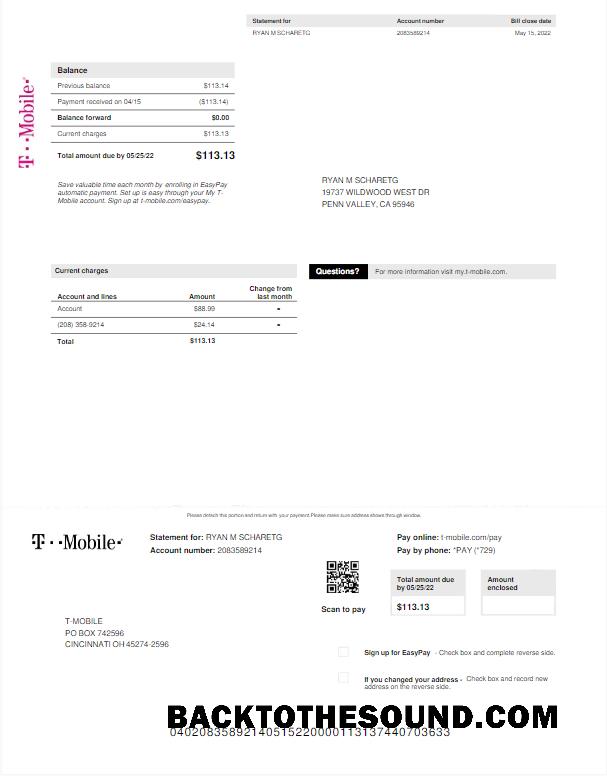 Statement for Account number Bill close date
RYAN M SCHARETG 2083589214 May 15, 2022
T··Mobile·
Balance
Previous balance $113.14
Payment received on 04/15 ($113.14)
Balance forward $0.00
Current charges $113.13
Total amount due by 05/25/22 $113.13
Save valuable time each month by enrolling in EasyPay
automatic payment. Set up is easy through your My T-
Mobile account. Sign up at t-mobile.com/easypay.
RYAN M SCHARETG
19737 WILDWOOD WEST DR
PENN VALLEY, CA 95946
Current charges
Account and lines Amount Change from
last month
Account $88.99 -
(208) 358-9214 $24.14 -
Total $113.13
Questions? For more information visit my.t-mobile.com.
Please detach this portion and return with your payment.Please make sure address shows through window.
T··Mobile·
Statement for: RYAN M SCHARETG
Account number: 2083589214
Pay online: t-mobile.com/pay
Pay by phone: *PAY (*729)
Scan to pay
Total amount due
by 05/25/22
$113.13
Amount
enclosed
T-MOBILE
PO BOX 742596
CINCINNATI OH 45274-2596
Sign up for EasyPay - Check box and complete reverse side.
If you changed your address - Check box and record new
address on the reverse side.
BACKTOTHESOUND.COM
04020835892140515220000113137440703633